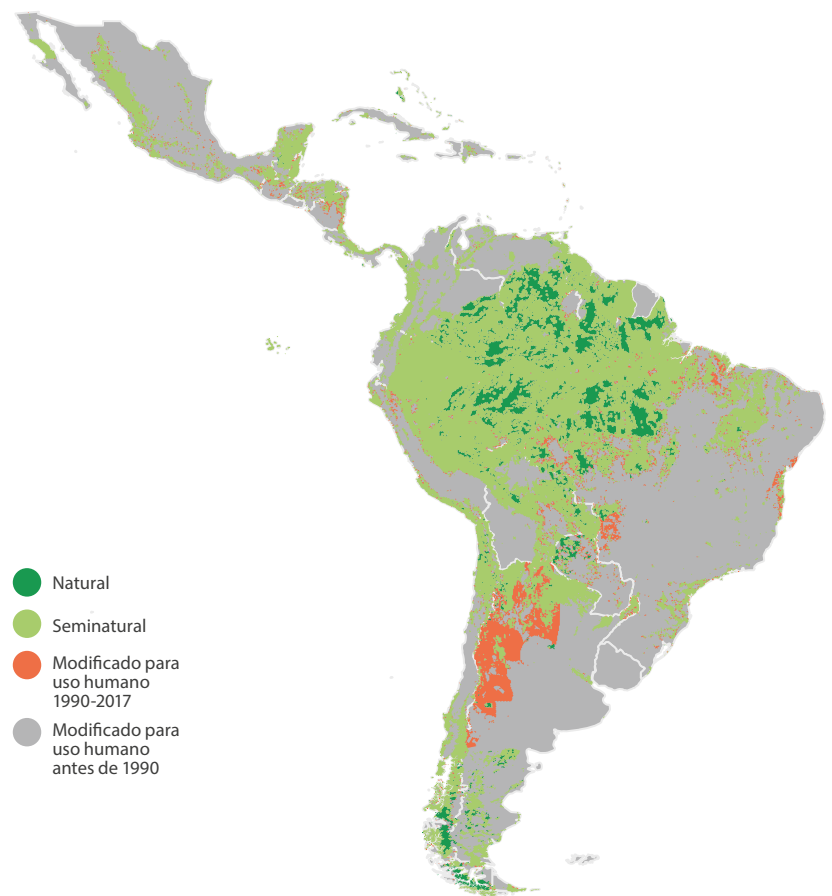 Natural
Seminatural
Modificado para
uso humano
1990-2017
Modificado para
uso humano
antes de 1990